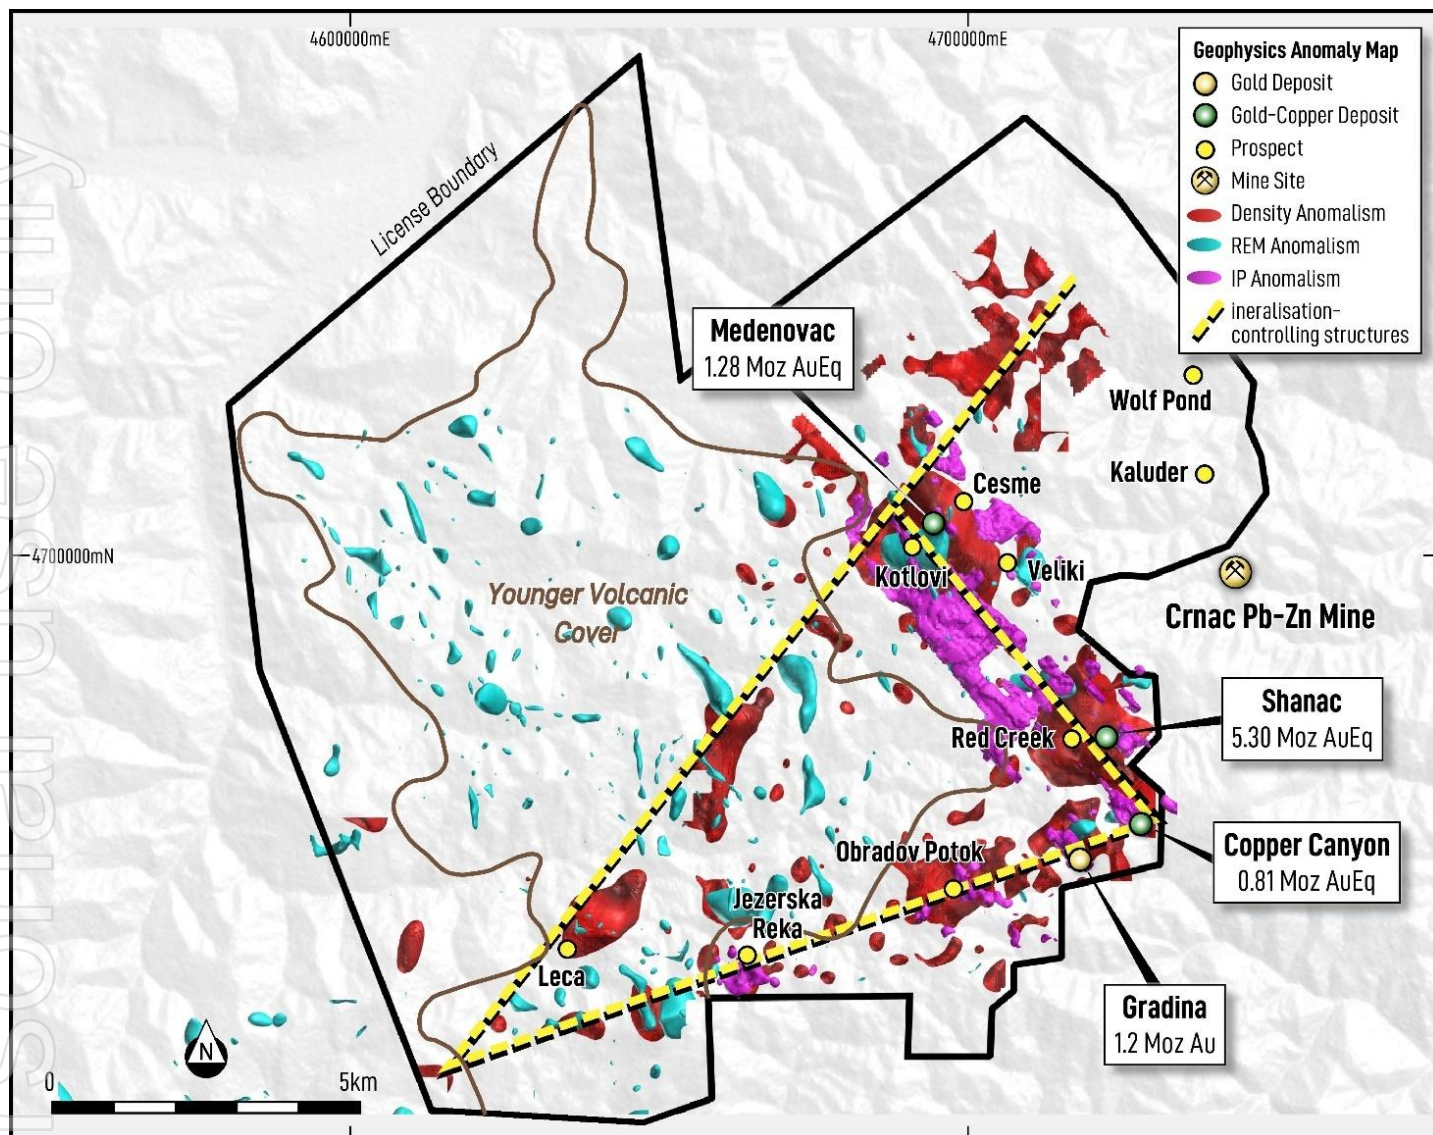 4600000mE
4700000mE
Geophysics Anomaly Map
Gold Deposit
Gold-Copper Deposit
Prospect
Mine Site
Density Anomalism
REM Anomalism
IP Anomalism
ineralisation-
controlling structures
License Boundary
Medenovac
1.28 Moz AuEq
Wolf Pond
Kaluder
Cesme
4700000mN
Kotlovi
Veliki
Younger Volcanic
Cover
Crnac Pb-Zn Mine
Shanac
5.30 Moz AuEq
Red Creek
Obradov Potok
Copper Canyon
0.81 Moz AuEq
Jezerska
Reka
Leca
Gradina
1.2 Moz Au
N
0
5km
rsonal use only